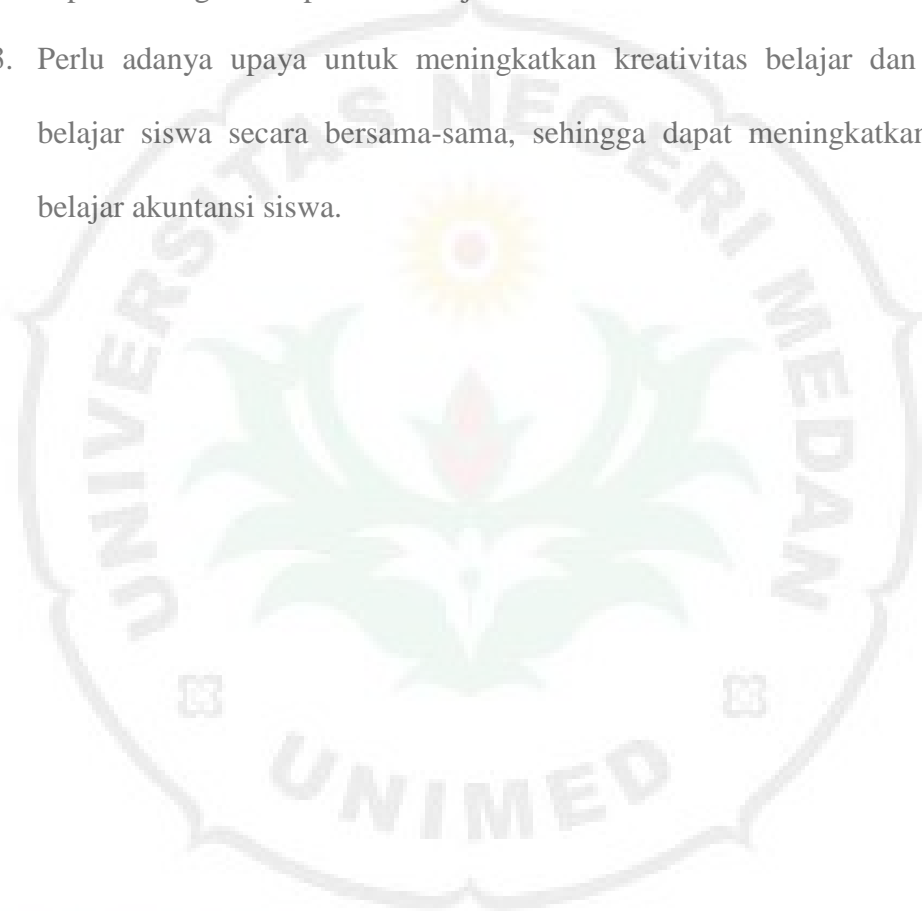 3. Perlu adanya upaya untuk meningkatkan kreativitas belajar dan
belajar siswa secara bersama-sama, sehingga dapat meningkatkan
belajar akuntansi siswa.
UNIVERSITAS NEGERI MEDAN
UNIMED